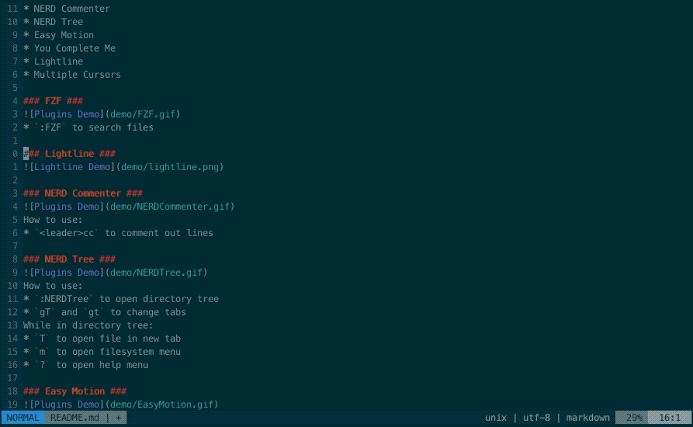 11 * NERD Commenter
10 * NERD Tree
9 * Easy Motion
8 * You Complete Me
7 * Lightline
6 * Multiple Cursors
5
4 ### FZF ###
3 ![Plugins Demo](demo/FZF.gif)
2 * `:FZF` to search files
1
0 ### Lightline ###
1 ![Lightline Demo](demo/lightline.png)
2
3 ### NERD Commenter ###
4 ![Plugins Demo](demo/NERDCommenter.gif)
5 How to use:
6 * `<leader>cc` to comment out lines
7
8 ### NERD Tree ###
9 ![Plugins Demo](demo/NERDTree.gif)
10 How to use:
11 * `:NERDTree` to open directory tree
12 * `gT` and `gt` to change tabs
13 While in directory tree:
14 * `T` to open file in new tab
15 * `m` to open filesystem menu
16 * `?` to open help menu
17
18 ### Easy Motion ###
19 ![Plugins Demo](demo/EasyMotion.gif)
NORMAL README.md | + unix | utf-8 | markdown 29% 16:1